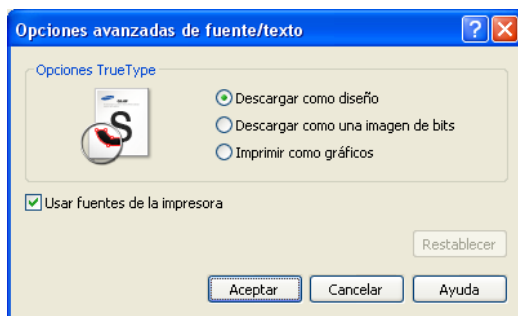 Opciones avanzadas de fuente/texto
Opciones TrueType
S
Descargar como diseño
Descargar como una imagen de bits
Imprimir como gráficos
Usar fuentes de la impresora
Restablecer
Aceptar Cancelar Ayuda